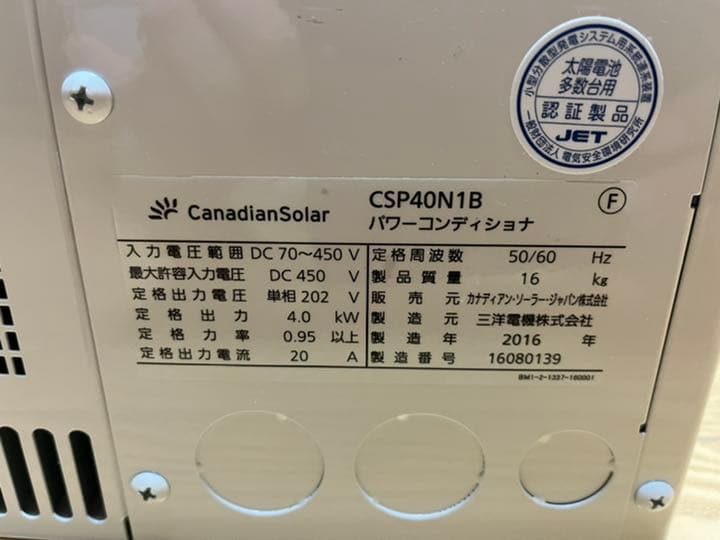 小型分散型発電システム用系統連系装置
太陽電池
多数台用
認証製品
JET
一般財団法人 電気安全環境研究所
CanadianSolar
CSP40N1B
パワーコンディショナ
F
入力電圧範囲 DC 70～450 V
最大許容入力電圧 DC 450 V
定格出力電圧 単相 202 V
定格出力 4.0 kW
定格力率 0.95 以上
定格出力電流 20 A
定格周波数 50/60 Hz
製品質量 16 kg
販売元 カナディアン・ソーラー・ジャパン株式会社
製造元 三洋電機株式会社
製造年 2016 年
製造番号 16080139
BM1-2-1337-160001